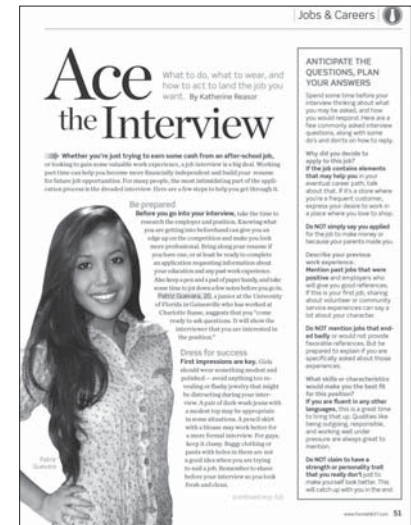 Jobs & Careers
Ace
the Interview
What to do, what to wear, and
how to act to land the job you
want. By Katherine Reasor
Whether you're just trying to earn some cash from an after-school job,
or looking to gain some valuable work experience, a job interview is a big deal. Working
part time can help you become more financially independent and build your resume
for future job opportunities. For many people, the most intimidating part of the appli-
cation process is the dreaded interview. Here are a few steps to help you get through it.
Be prepared
Before you go into your interview, take the time to
research the employer and position. Knowing what
you are getting into beforehand can give you an
edge up on the competition and make you look
more professional. Bring along your resume if
you have one, or at least be ready to complete
an application requesting information about
your education and any past work experience.
Also keep a pen and a pad of paper handy, and take
some time to jot down a few notes before you go in.
Patriz Guevara, 20, a junior at the University
of Florida in Gainesville who has worked at
Charlotte Russe, suggests that you "come
ready to ask questions. It will show the
interviewer that you are interested in
the position."
Dress for success
First impressions are key. Girls
should wear something modest and
polished – avoid anything too re-
vealing or flashy jewelry that might
be distracting during your inter-
view. A pair of dark-wash jeans with
a modest top may be appropriate
in some situations. A pencil skirt
with a blouse may work better for
a more formal interview. For guys,
keep it classy. Baggy clothing or
pants with holes in them are not
a good idea when you are trying
to nail a job. Remember to shave
before your interview so you look
fresh and clean.
Patriz
Guevara
ANTICIPATE THE
QUESTIONS, PLAN
YOUR ANSWERS
Spend some time before your
interview thinking about what
you may be asked, and how
you would respond. Here are a
few commonly asked interview
questions, along with some
do's and don'ts on how to reply.
Why did you decide to
apply to this job?
If the job contains elements
that may help you in your
eventual career path, talk
about that. If it's a store where
you're a frequent customer,
express your desire to work in
a place where you love to shop.
Do NOT simply say you applied
for the job to make money or
because your parents made you.
Describe your previous
work experience.
Mention past jobs that were
positive and employers who
will give you good references.
If this is your first job, sharing
about volunteer or community
service experiences can say a
lot about your character.
Do NOT mention jobs that end-
ed badly or would not provide
favorable references. But be
prepared to explain if you are
specifically asked about those
experiences.
What skills or characteristics
would make you the best fit
for this position?
If you are fluent in any other
languages, this is a great time
to bring that up. Qualities like
being outgoing, responsible,
and working well under
pressure are always great to
mention.
Do NOT claim to have a
strength or personality trait
that you really don't just to
make yourself look better. This
will catch up with you in the end.
51